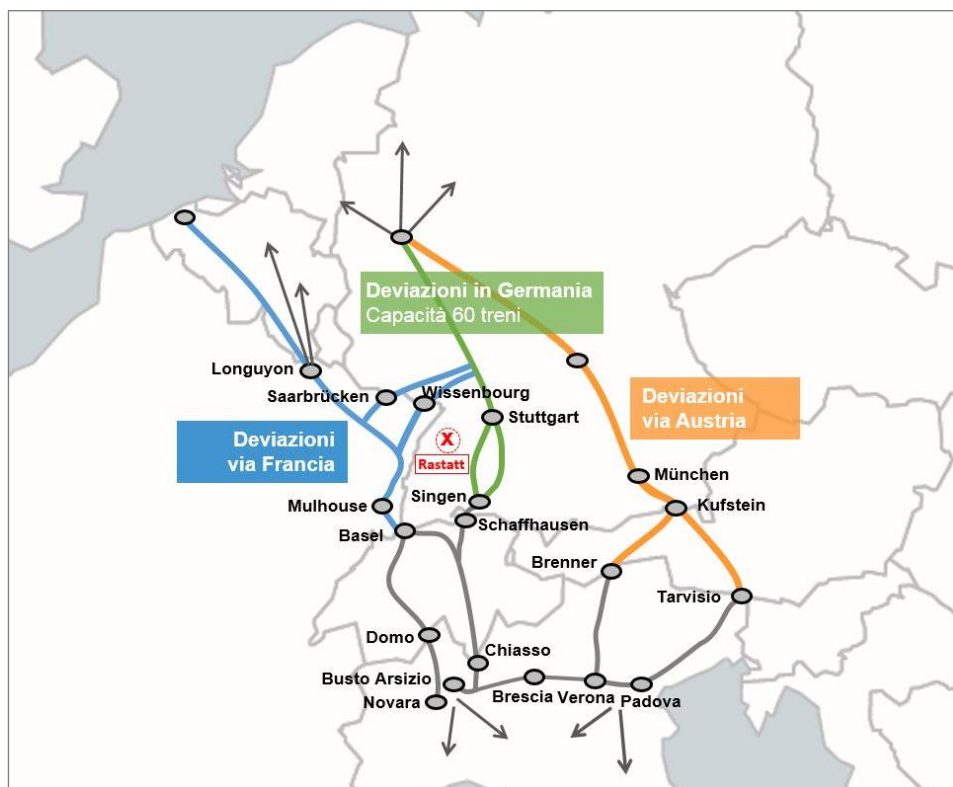 Deviazioni in Germania
Capacità 60 treni
Longuyon
Saarbrücken
Wissenbourg
Stuttgart
Deviazioni
via Austria
Deviazioni
via Francia
X
Rastatt
München
Singen
Mulhouse
Kufstein
Schaffhausen
Basel
Brenner
Tarvisio
Domo
Chiasso
Busto Arsizio
Brescia
Verona
Padova
Novara